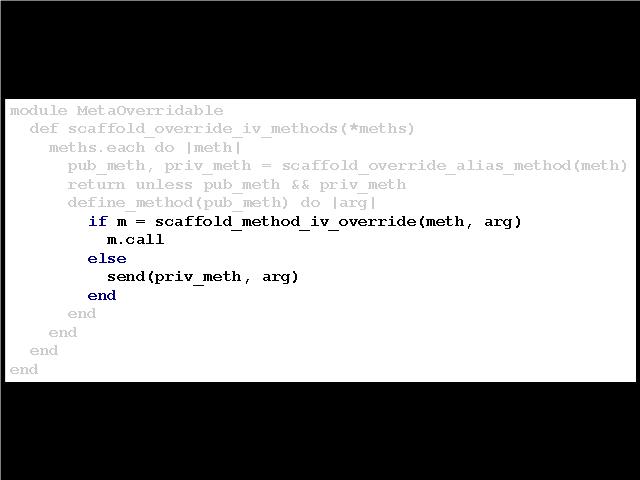 module MetaOverridable
  def scaffold_override_iv_methods(*meths)
    meths.each do |meth|
      pub_meth, priv_meth = scaffold_override_alias_method(meth)
      return unless pub_meth && priv_meth
      define_method(pub_meth) do |arg|
        if m = scaffold_method_iv_override(meth, arg)
          m.call
        else
          send(priv_meth, arg)
        end
      end
    end
  end
end